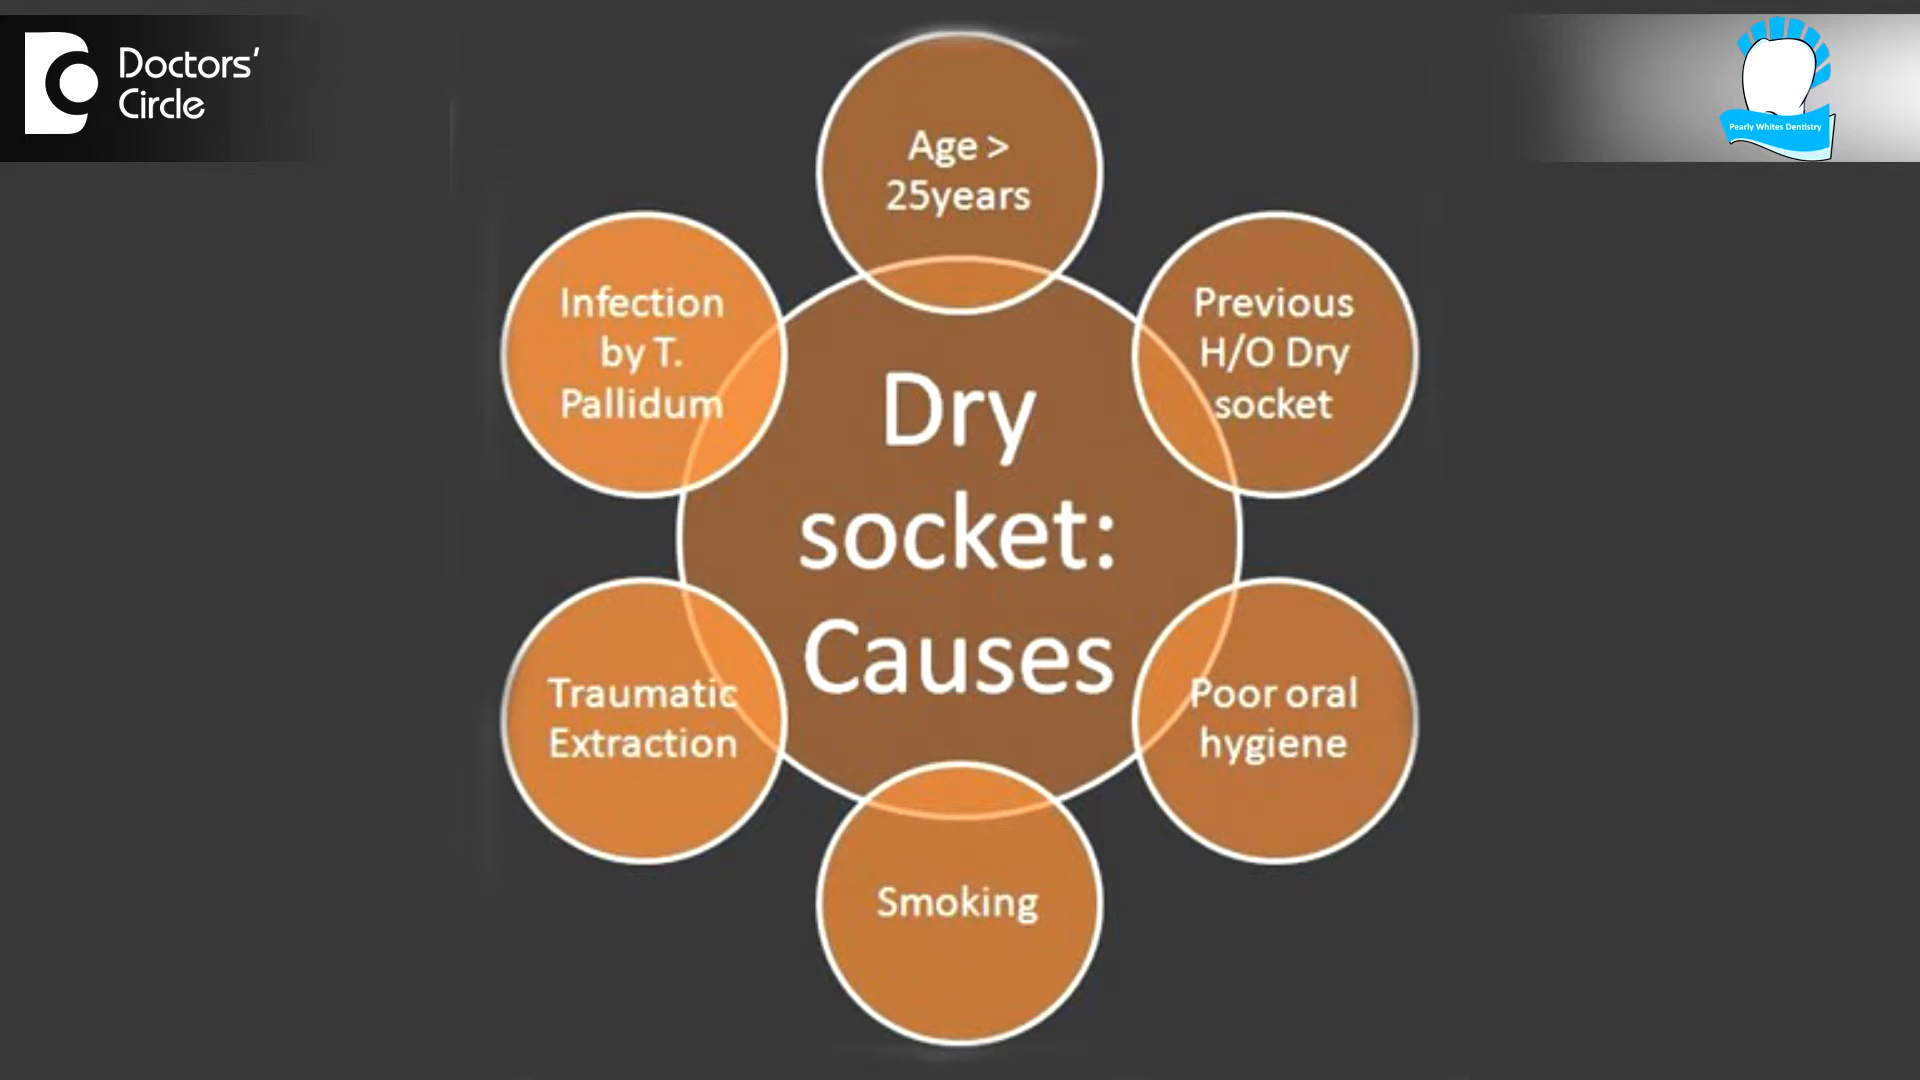 Doctors'
Circle
Pearly Whites Dentistry
Age >
25years
Previous
H/O Dry
socket
Poor oral
hygiene
Smoking
Traumatic
Extraction
Infection
by T.
Pallidum
Dry
socket:
Causes